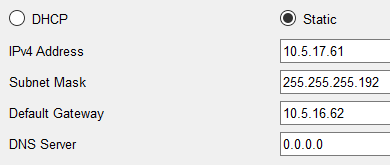 DHCP Static
IPv4 Address 10.5.17.61
Subnet Mask 255.255.255.192
Default Gateway 10.5.16.62
DNS Server 0.0.0.0